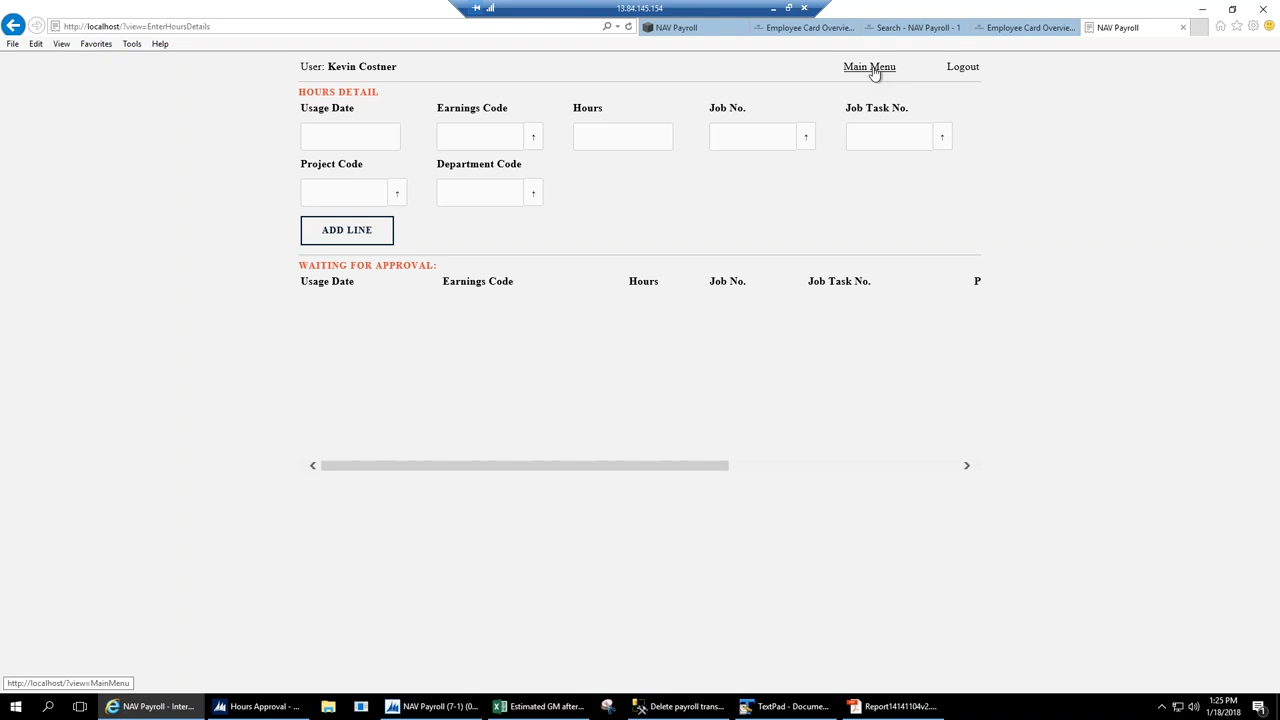 13.84.145.154
http://localhost/?view=EnterHoursDetails
NAV Payroll
Employee Card Overvie...
Search - NAV Payroll - 1
Employee Card Overvie...
NAV Payroll
File Edit View Favorites Tools Help
User: Kevin Costner Main Menu Logout
HOURS DETAIL
Usage Date Earnings Code Hours Job No. Job Task No.
Project Code Department Code
ADD LINE
WAITING FOR APPROVAL:
Usage Date Earnings Code Hours Job No. Job Task No. P
http://localhost/?view=MainMenu
NAV Payroll - Inter... Hours Approval - ... NAV Payroll (7-1) (0... Estimated GM after... Delete payroll trans... TextPad - Docume... Report14141104v2.... 1:25 PM
1/18/2018